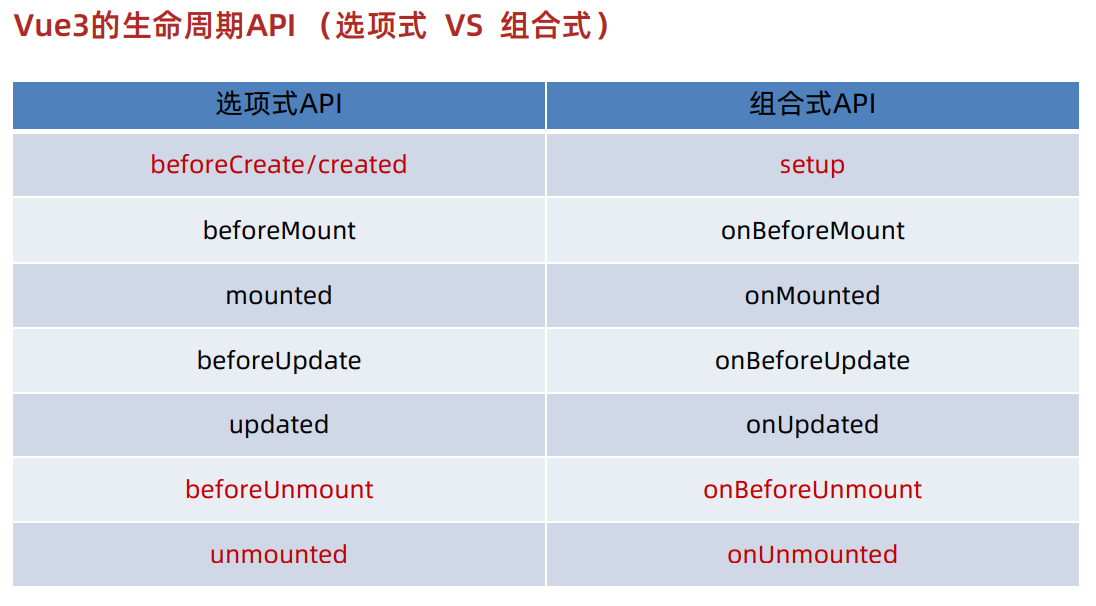 Vue3的生命周期API （选项式 VS 组合式）
选项式API 组合式API
beforeCreate/created setup
beforeMount onBeforeMount
mounted onMounted
beforeUpdate onBeforeUpdate
updated onUpdated
beforeUnmount onBeforeUnmount
unmounted onUnmounted